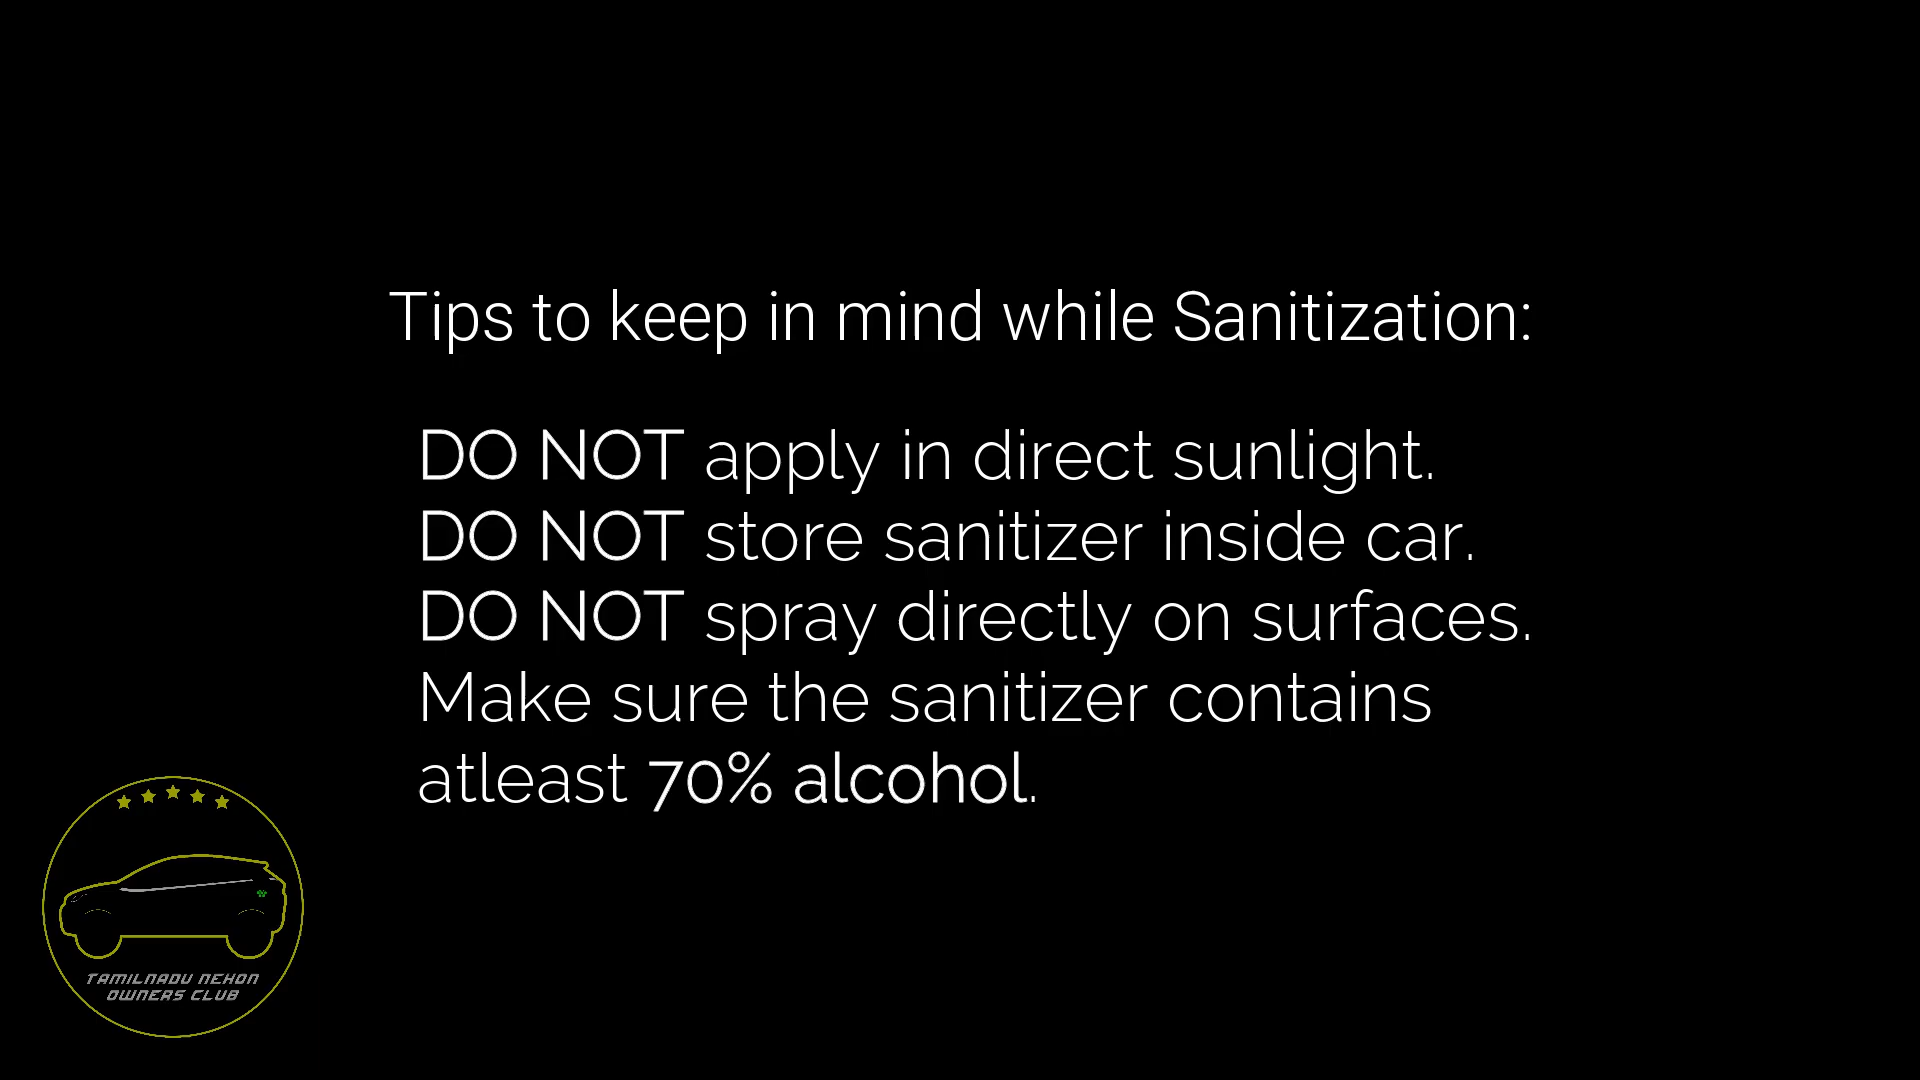 Tips to keep in mind while Sanitization:
DO NOT apply in direct sunlight.
DO NOT store sanitizer inside car.
DO NOT spray directly on surfaces.
Make sure the sanitizer contains
atleast 70% alcohol.
TAMILNADU NEXON
OWNERS CLUB